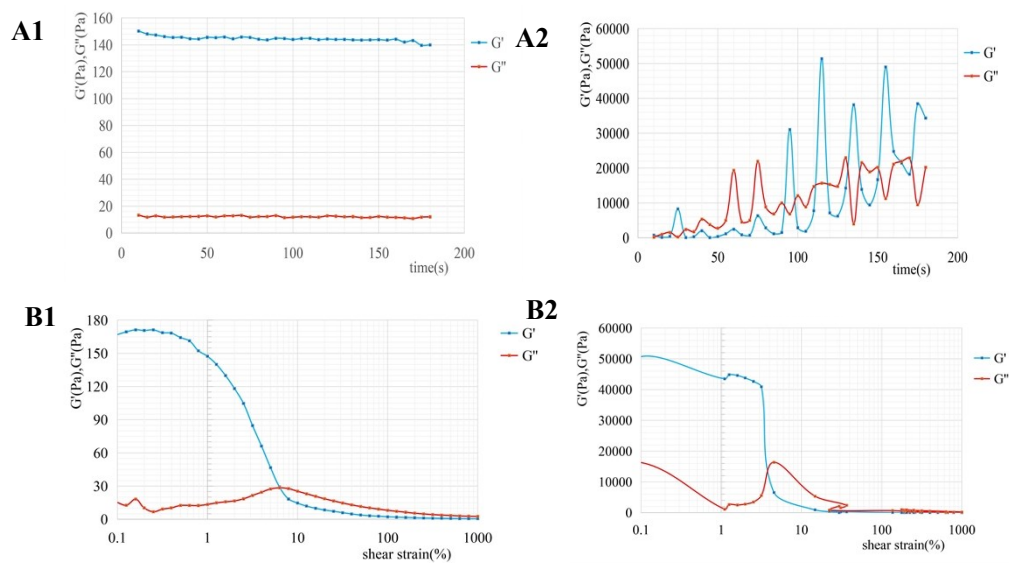 A1
G'(Pa),G"(Pa)
160
140
120
100
80
60
40
20
0
0
50
100
150
200
time(s)
G'
G"
A2
G'(Pa),G"(Pa)
60000
50000
40000
30000
20000
10000
0
0
50
100
150
200
time(s)
G'
G"
B1
G'(Pa),G"(Pa)
180
150
120
90
60
30
0
0.1
1
10
100
1000
shear strain(%)
G'
G"
B2
G'(Pa),G"(Pa)
60000
50000
40000
30000
20000
10000
0
0.1
1
10
100
1000
shear strain(%)
G'
G"